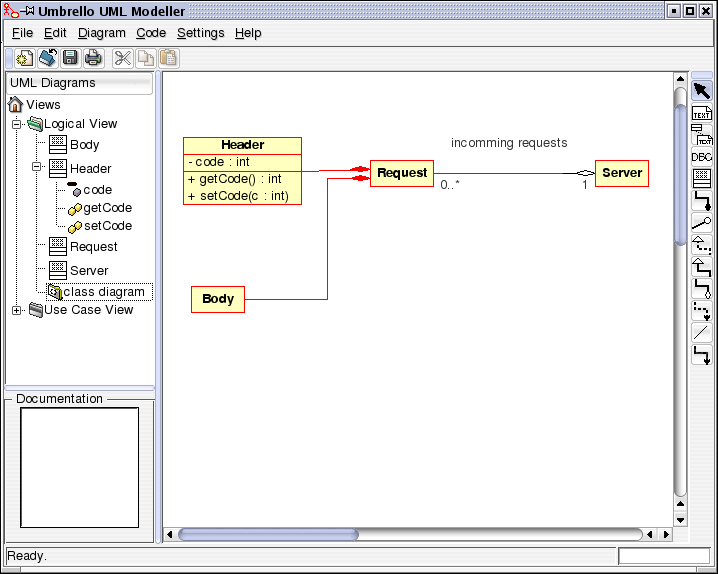 Umbrello UML Modeller
File Edit Diagram Code Settings Help
UML Diagrams
Views
Logical View
Body
Header
code
getCode
setCode
Request
Server
class diagram
Use Case View
Documentation
Header
- code : int
+ getCode() : int
+ setCode(c : int)
Request
incomming requests
0..*
1
Server
Body
TEXT
TEXT
DBC
Ready.